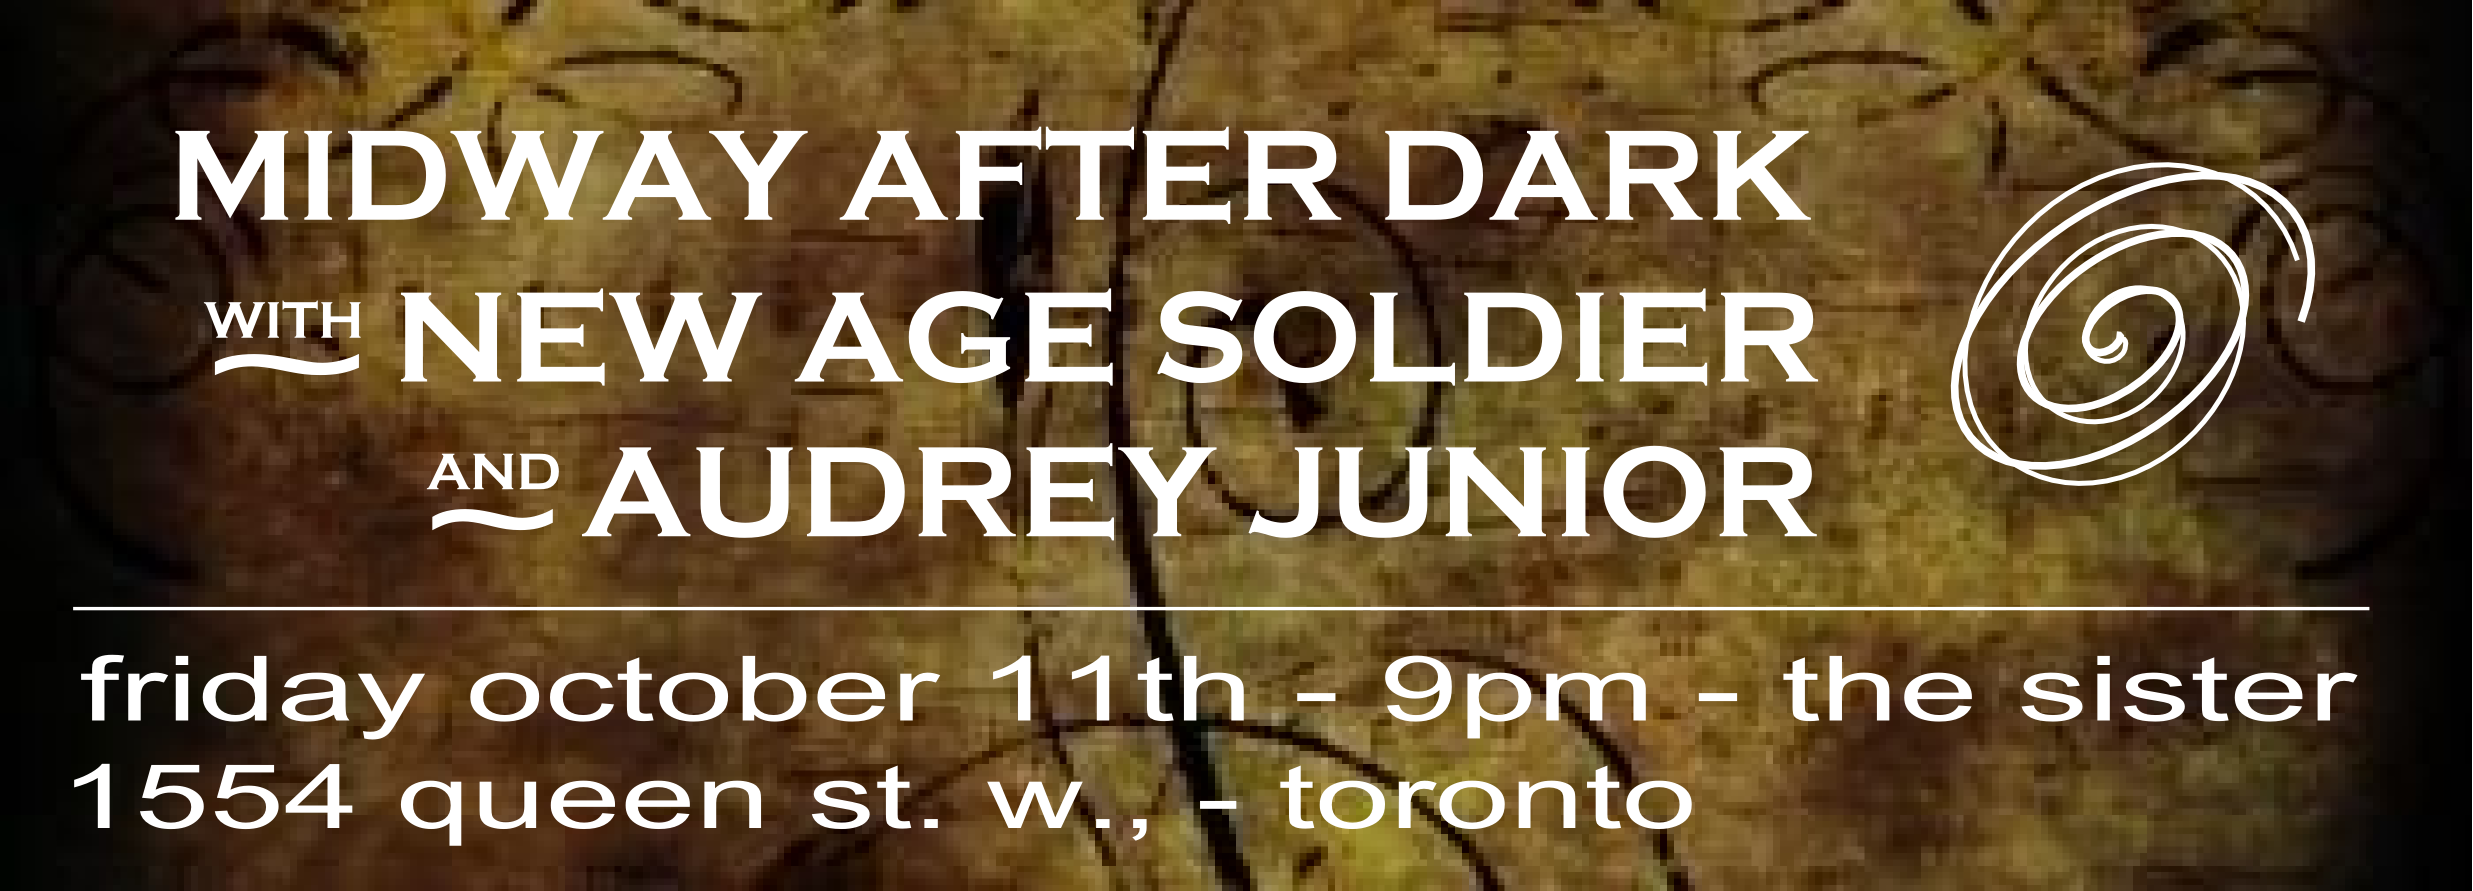 MIDWAY AFTER DARK
WITH NEW AGE SOLDIER
AND AUDREY JUNIOR
friday october 11th - 9pm - the sister
1554 queen st. w., - toronto